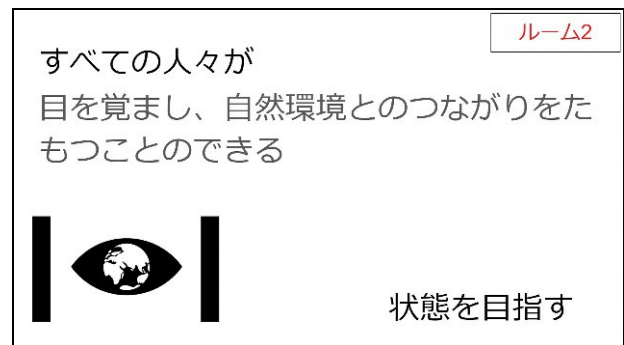 ルーム2
すべての人々が
目を覚まし、自然環境とのつながりをた
もつことのできる
状態を目指す